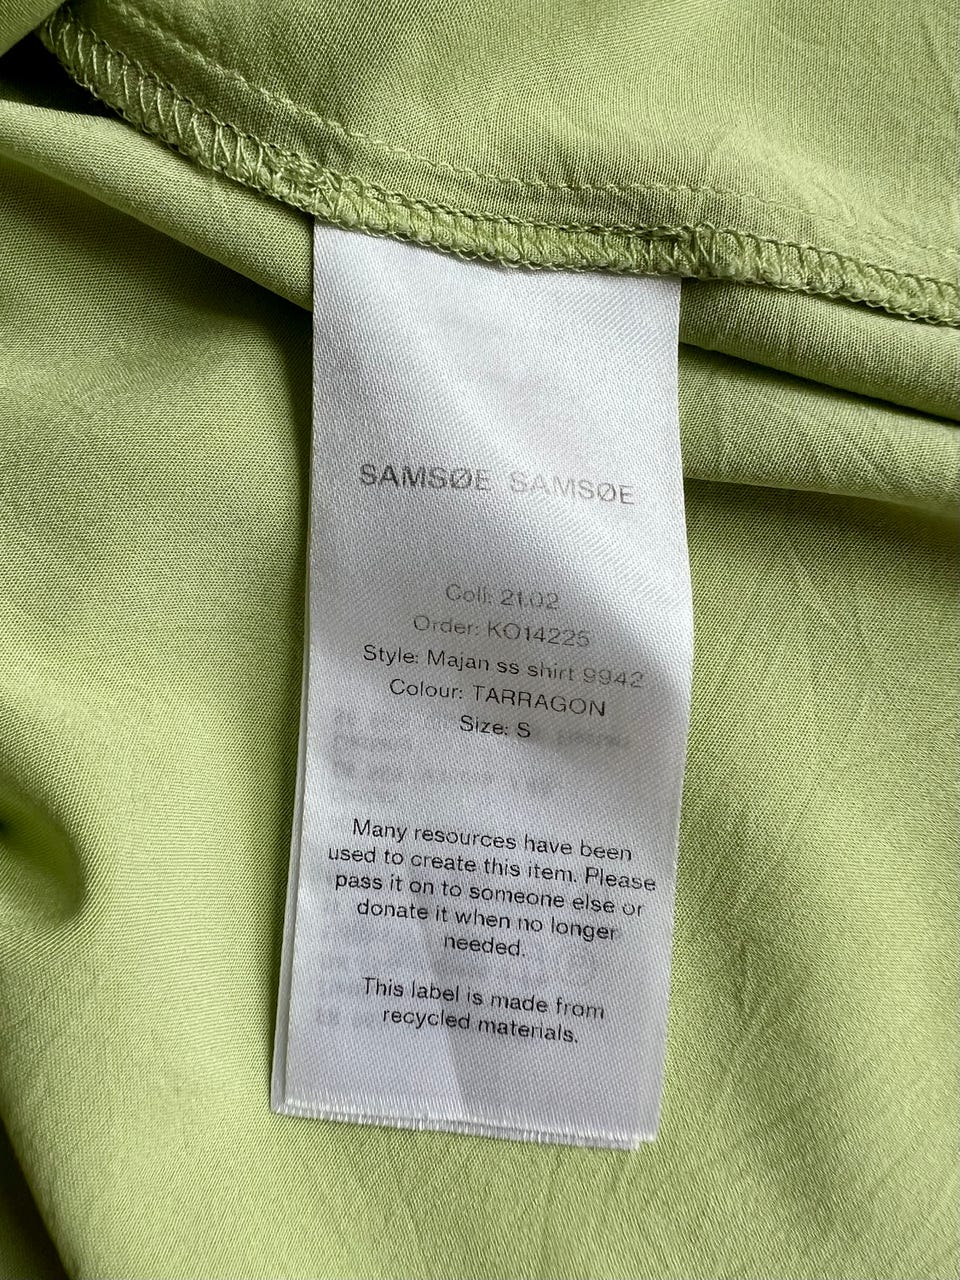 SAMSØE SAMSØE
Coll: 21.02
Order: KO14225
Style: Majan ss shirt 9942
Colour: TARRAGON
Size: S
Many resources have been
used to create this item. Please
pass it on to someone else or
donate it when no longer
needed.
This label is made from
recycled materials.